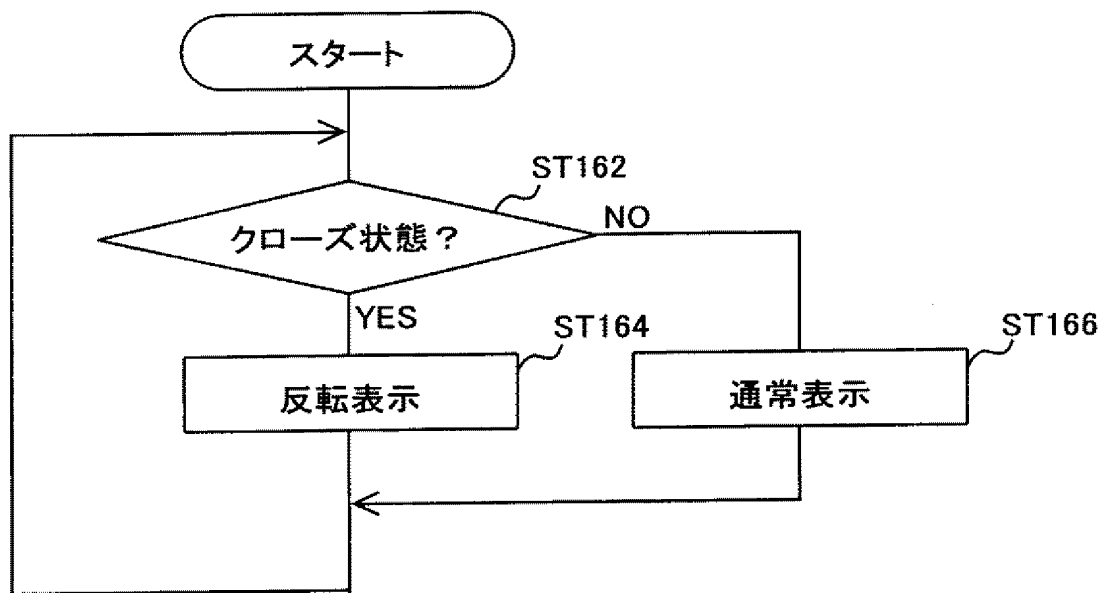 スタート
ST162
クローズ状態？
NO
YES
ST164
反転表示
ST166
通常表示